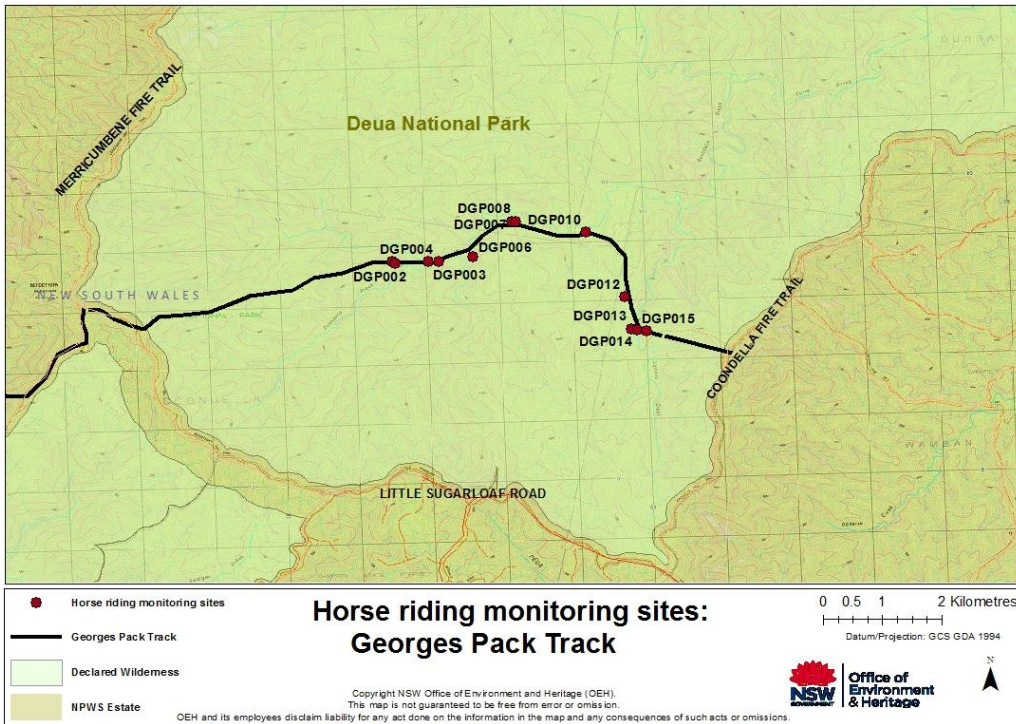 BURRA
MERRICUMBENE FIRE TRAIL
Deua National Park
DGP008
DGP007
DGP010
DGP004
DGP006
DGP002
DGP003
NEW SOUTH WALES
DGP012
DGP013
DGP015
DGP014
COONDELLA FIRE TRAIL
WAMBAN
LITTLE SUGARLOAF ROAD
Horse riding monitoring sites
Georges Pack Track
Declared Wilderness
NPWS Estate
Horse riding monitoring sites:
Georges Pack Track
Copyright NSW Office of Environment and Heritage (OEH).
This map is not guaranteed to be free from error or omission.
OEH and its employees disclaim liability for any act done on the information in the map and any consequences of such acts or omissions.
0 0.5 1 2 Kilometres
Datum/Projection: GCS GDA 1994
NSW
GOVERNMENT
Office of
Environment
& Heritage
N